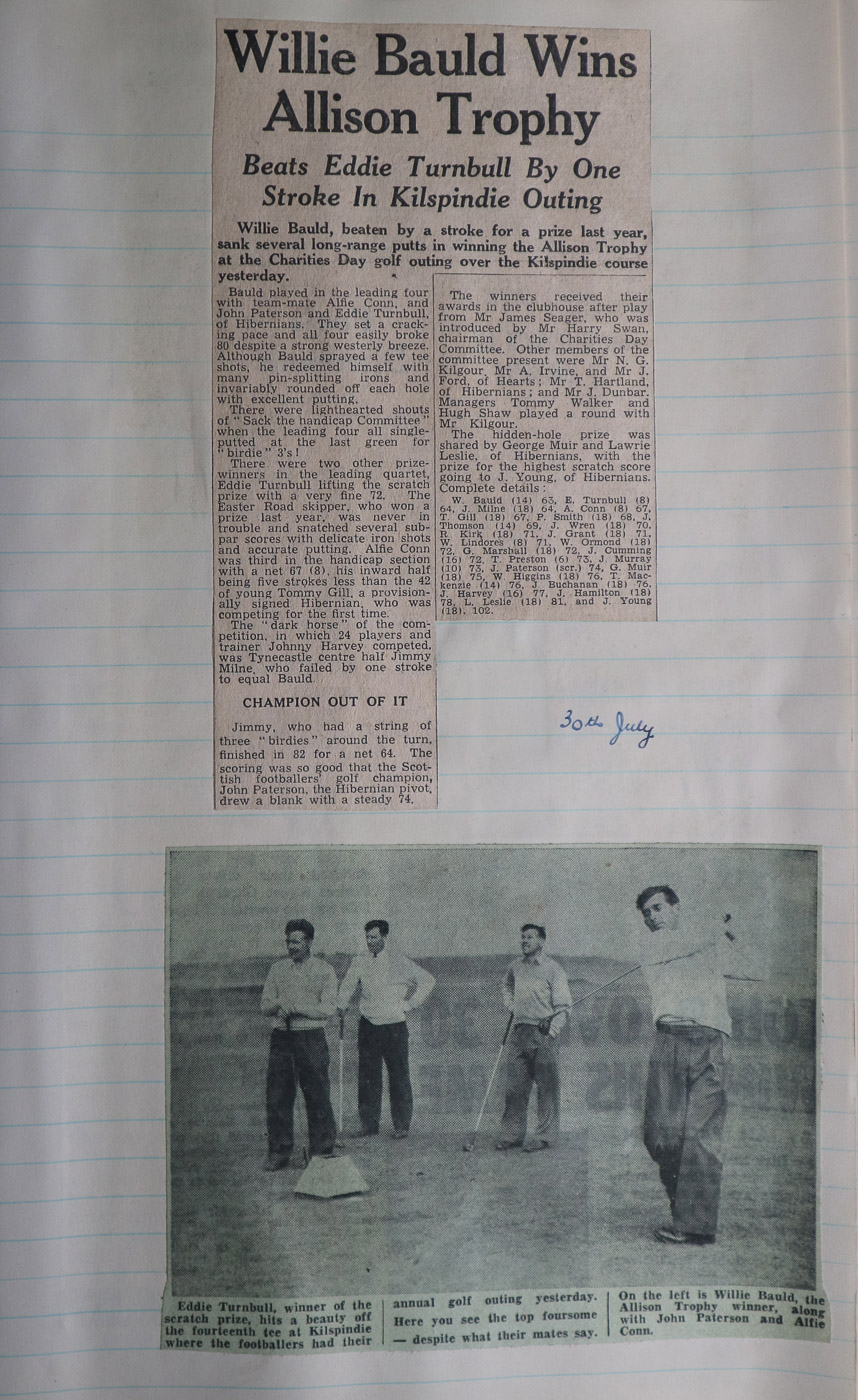 Willie Bauld Wins
Allison Trophy
Beats Eddie Turnbull By One
Stroke In Kilspindie Outing
Willie Bauld, beaten by a stroke for a prize last year,
sank several long-range putts in winning the Allison Trophy
at the Charities Day golf outing over the Kilspindie course
yesterday.
Bauld played in the leading four
with team-mate Alfie Conn, and
John Paterson and Eddie Turnbull,
of Hibernians. They set a crack-
ing pace and all four easily broke
80 despite a strong westerly breeze.
Although Bauld sprayed a few tee
shots, he redeemed himself with
many pin-splitting irons and
invariably rounded off each hole
with excellent putting.
There were lighthearted shouts
of "Sack the handicap Committee"
when the leading four all single-
putted at the last green for
"birdie" 3's!
There were two other prize-
winners in the leading quartet,
Eddie Turnbull lifting the scratch
prize with a very fine 72. The
Easter Road skipper, who won a
prize last year, was never in
trouble and snatched several sub-
par scores with delicate iron shots
and accurate putting. Alfie Conn
was third in the handicap section
with a net 67 (8), his inward half
being five strokes less than the 42
of young Tommy Gill, a provision-
ally signed Hibernian, who was
competing for the first time.
The "dark horse" of the com-
petition, in which 24 players and
trainer Johnny Harvey competed,
was Tynecastle centre half Jimmy
Milne, who failed by one stroke
to equal Bauld.
CHAMPION OUT OF IT
Jimmy, who had a string of
three "birdies" around the turn,
finished in 82 for a net 64. The
scoring was so good that the Scot-
tish footballers' golf champion,
John Paterson, the Hibernian pivot,
drew a blank with a steady 74.
The winners received their
awards in the clubhouse after play
from Mr James Seager, who was
introduced by Mr Harry Swan,
chairman of the Charities Day
Committee. Other members of the
committee present were Mr N. G.
Kilgour, Mr A. Irvine, and Mr J.
Ford, of Hearts; Mr T. Hartland,
of Hibernians; and Mr J. Dunbar.
Managers Tommy Walker and
Hugh Shaw played a round with
Mr Kilgour.
The hidden-hole prize was
shared by George Muir and Lawrie
Leslie, of Hibernians, with the
prize for the highest scratch score
going to J. Young, of Hibernians.
Complete details:
W. Bauld (14) 63, E. Turnbull (8)
64, J. Milne (18) 64, A. Conn (8) 67,
T. Gill (18) 67, P. Smith (18) 68, J.
Thomson (14) 69, J. Wren (18) 70,
R. Kirk (18) 71, J. Grant (18) 71,
W. Lindores (8) 71, W. Ormond (18)
72, G. Marshall (18) 72, J. Cumming
(16) 72, T. Preston (6) 73, J. Murray
(10) 73, J. Paterson (scr.) 74, G. Muir
(18) 75, W. Higgins (18) 76, T. Mac-
kenzie (14) 76, J. Buchanan (18) 76,
J. Harvey (16) 77, J. Hamilton (18)
78, L. Leslie (18) 81, and J. Young
(18), 102.
30th July
Eddie Turnbull, winner of the
scratch prize, hits a beauty off
the fourteenth tee at Kilspindie
where the footballers had their
annual golf outing yesterday.
Here you see the top foursome
— despite what their mates say.
On the left is Willie Bauld, the
Allison Trophy winner, along
with John Paterson and Alfie
Conn.